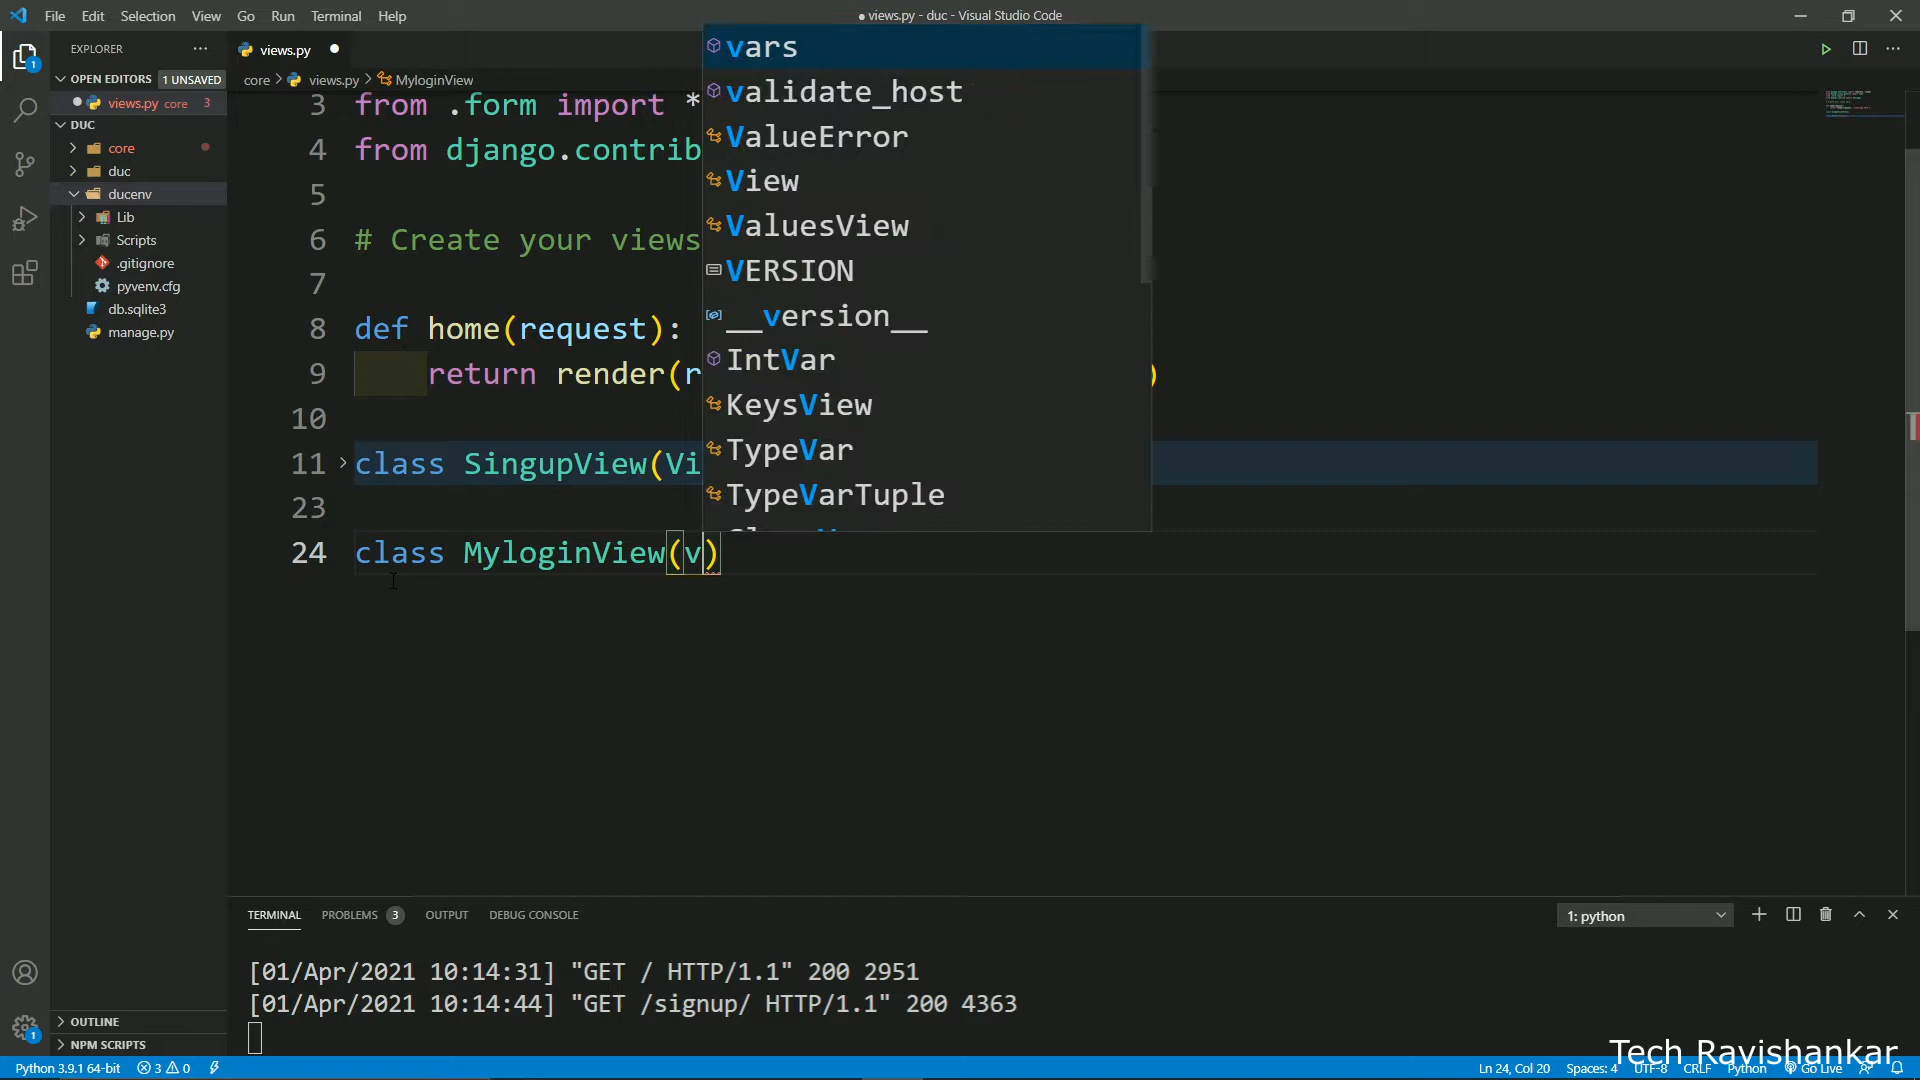 File Edit Selection View Go Run Terminal Help
● views.py - duc - Visual Studio Code
EXPLORER
views.py
OPEN EDITORS 1 UNSAVED
views.py core 3
DUC
core
duc
ducenv
Lib
Scripts
.gitignore
pyvenv.cfg
db.sqlite3
manage.py
OUTLINE
NPM SCRIPTS
core > views.py > MyloginView
3 from .form import *
4 from django.contrib
5
6 # Create your views
7
8 def home(request):
9 return render(r )
10
11 class SingupView(Vi
23
24 class MyloginView(v)
vars
validate_host
ValueError
View
ValuesView
VERSION
__version__
IntVar
KeysView
TypeVar
TypeVarTuple
TERMINAL PROBLEMS 3 OUTPUT DEBUG CONSOLE
1: python
[01/Apr/2021 10:14:31] "GET / HTTP/1.1" 200 2951
[01/Apr/2021 10:14:44] "GET /signup/ HTTP/1.1" 200 4363
1
1
Tech Ravishankar
Python 3.9.1 64-bit 3 0
Ln 24, Col 20 Spaces: 4 UTF-8 CRLF Python Go Live